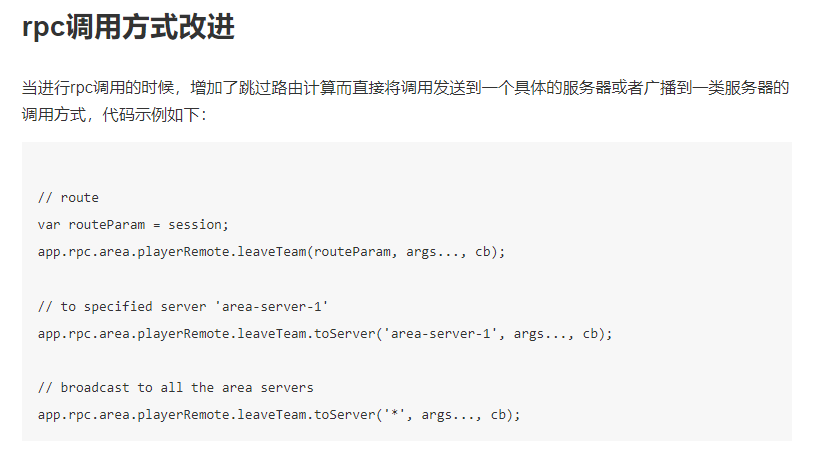 rpc调用方式改进
当进行rpc调用的时候，增加了跳过路由计算而直接将调用发送到一个具体的服务器或者广播到一类服务器的
调用方式，代码示例如下：
// route
var routeParam = session;
app.rpc.area.playerRemote.leaveTeam(routeParam, args..., cb);
// to specified server 'area-server-1'
app.rpc.area.playerRemote.leaveTeam.toServer('area-server-1', args..., cb);
// broadcast to all the area servers
app.rpc.area.playerRemote.leaveTeam.toServer('*', args..., cb);